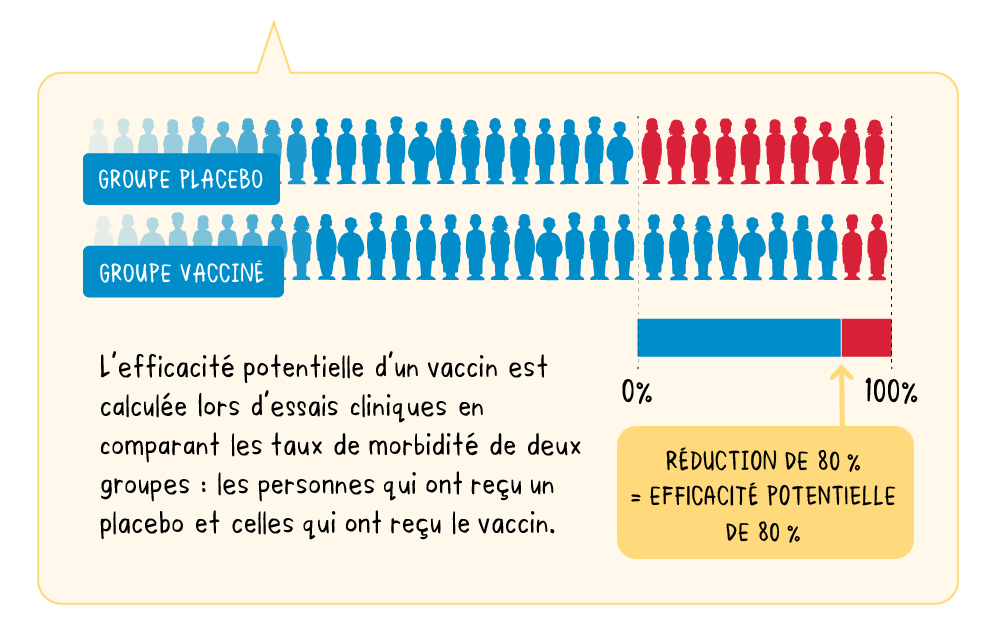 GROUPE PLACEBO
GROUPE VACCINÉ
L'efficacité potentielle d'un vaccin est
calculée lors d'essais cliniques en
comparant les taux de morbidité de deux
groupes : les personnes qui ont reçu un
placebo et celles qui ont reçu le vaccin.
0%
100%
RÉDUCTION DE 80 %
= EFFICACITÉ POTENTIELLE
DE 80 %